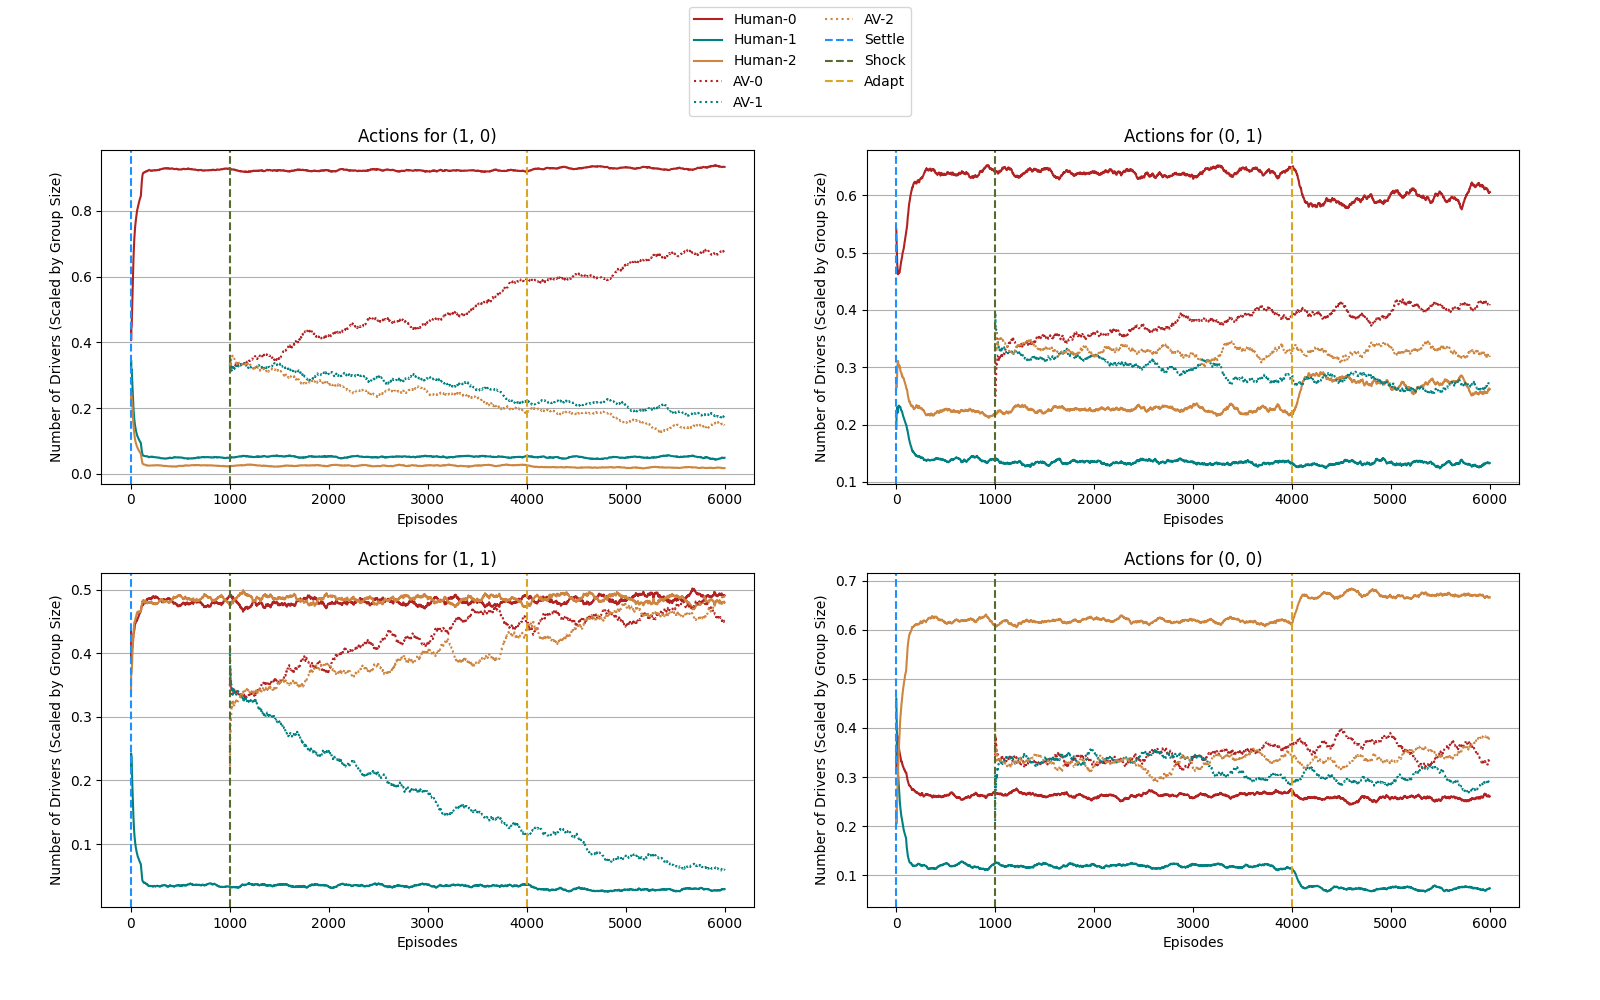 Human-0
Human-1
Human-2
AV-0
AV-1
AV-2
Settle
Shock
Adapt
Actions for (1, 0)
Number of Drivers (Scaled by Group Size)
0.8
0.6
0.4
0.2
0.0
0 1000 2000 3000 4000 5000 6000
Episodes
Actions for (0, 1)
Number of Drivers (Scaled by Group Size)
0.6
0.5
0.4
0.3
0.2
0.1
0 1000 2000 3000 4000 5000 6000
Episodes
Actions for (1, 1)
Number of Drivers (Scaled by Group Size)
0.5
0.4
0.3
0.2
0.1
0 1000 2000 3000 4000 5000 6000
Episodes
Actions for (0, 0)
Number of Drivers (Scaled by Group Size)
0.7
0.6
0.5
0.4
0.3
0.2
0.1
0 1000 2000 3000 4000 5000 6000
Episodes